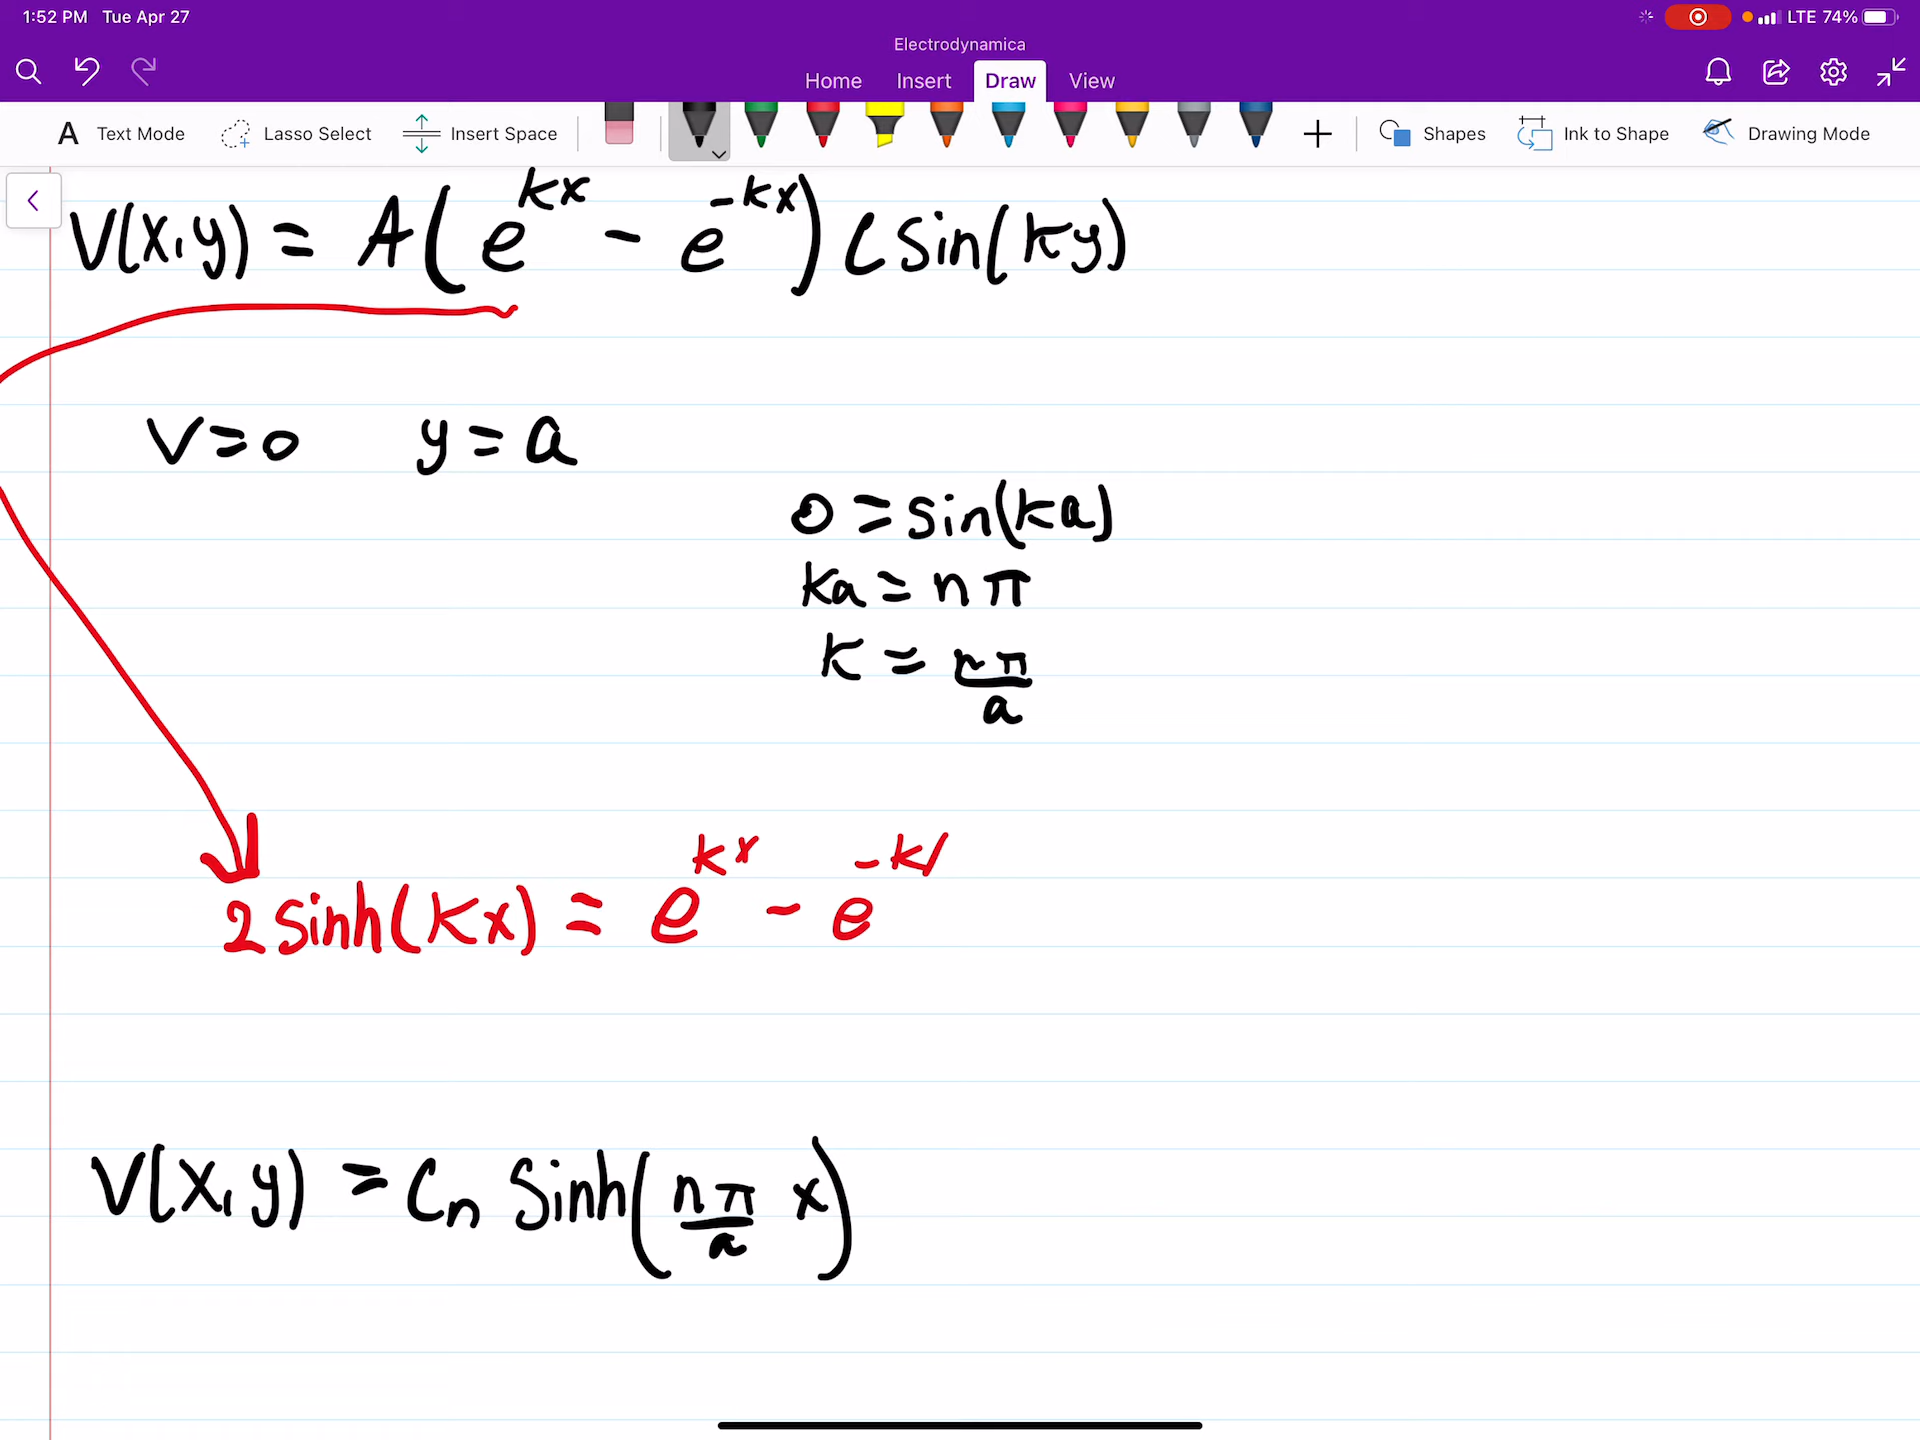 1:52 PM Tue Apr 27 LTE 74%
Electrodynamica
Home Insert Draw View
A Text Mode Lasso Select Insert Space Shapes Ink to Shape Drawing Mode
V(x,y) = A(e^{kx} - e^{-kx}) C sin(ky)
V=0 y=a
0 = sin(ka)
ka = nπ
k = nπ/a
2 sinh(kx) = e^{kx} - e^{-k/}
V(x,y) = Cn Sinh(nπ/a x)